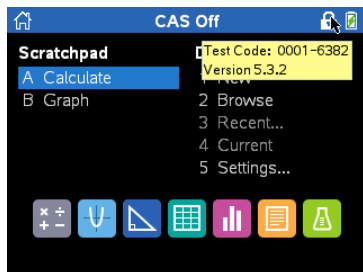 CAS Off
Scratchpad
A Calculate
B Graph
Test Code: 0001-6382
Version 5.3.2
2 Browse
3 Recent...
4 Current
5 Settings...